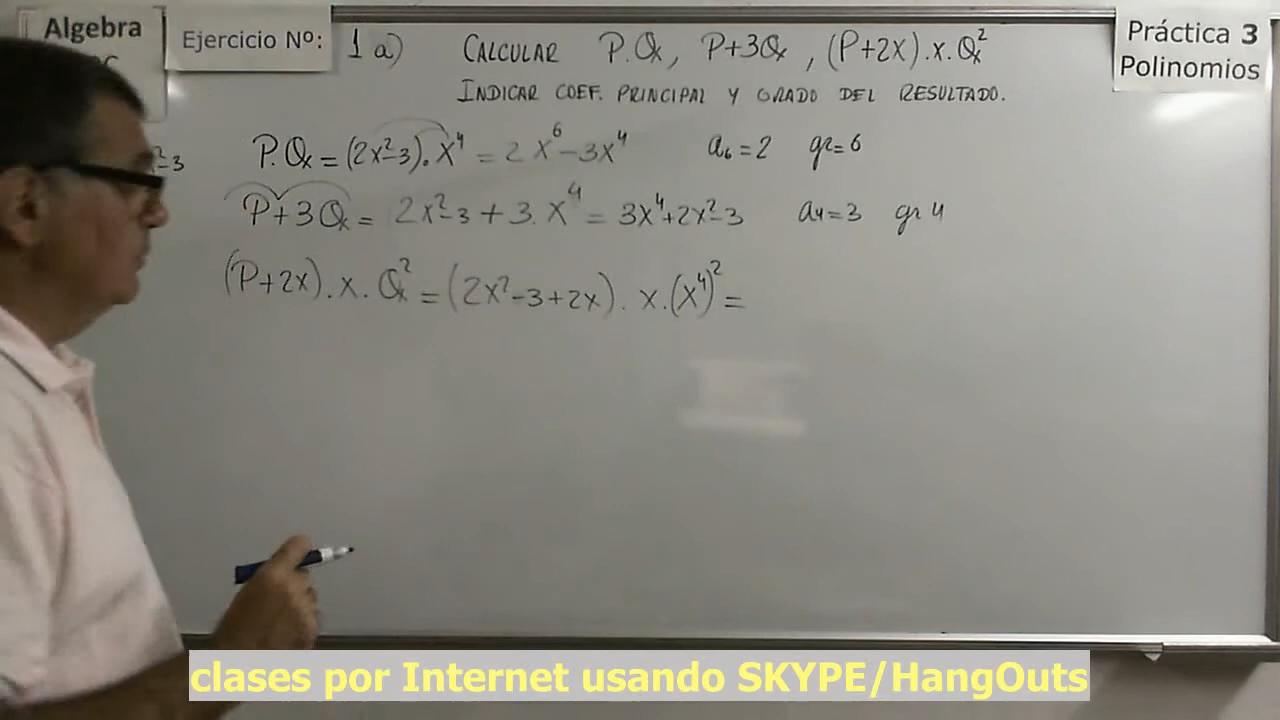 Algebra
Ejercicio Nº: 1 a) CALCULAR P.Qx, P+3Qx, (P+2X).X.Qx²
Práctica 3
Polinomios
INDICAR COEF. PRINCIPAL Y GRADO DEL RESULTADO.
P.Qx = (2x²-3).X⁴ = 2X⁶-3X⁴ a₆=2 gr=6
P+3Qx = 2X²-3+3.X⁴ = 3X⁴+2X²-3 a₄=3 gr 4
(P+2X).X.Qx² = (2X²-3+2X).X.(X⁴)² =
clases por Internet usando SKYPE/HangOuts